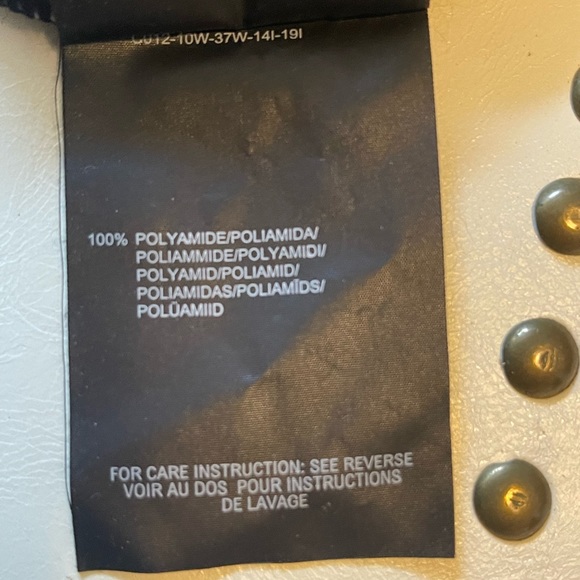 0012-10W-37W-14I-19I
100% POLYAMIDE/POLIAMIDA/
POLIAMMIDE/POLYAMIDI/
POLYAMID/POLIAMID/
POLIAMIDAS/POLIAMĪDS/
POLÜAMIID
FOR CARE INSTRUCTION: SEE REVERSE
VOIR AU DOS POUR INSTRUCTIONS
DE LAVAGE